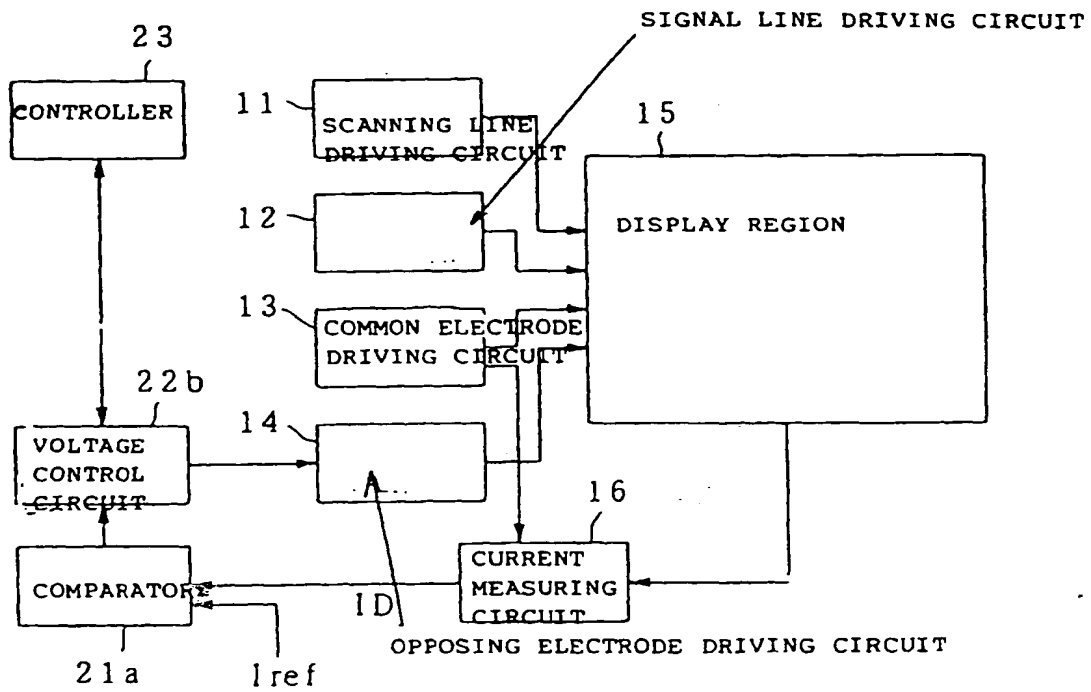 SIGNAL LINE DRIVING CIRCUIT
23
CONTROLLER
11
SCANNING LINE
DRIVING CIRCUIT
15
DISPLAY REGION
12
13
COMMON ELECTRODE
DRIVING CIRCUIT
22b
VOLTAGE
CONTROL
CIRCUIT
14
16
CURRENT
MEASURING
CIRCUIT
COMPARATOR
ID
OPPOSING ELECTRODE DRIVING CIRCUIT
21a
Iref